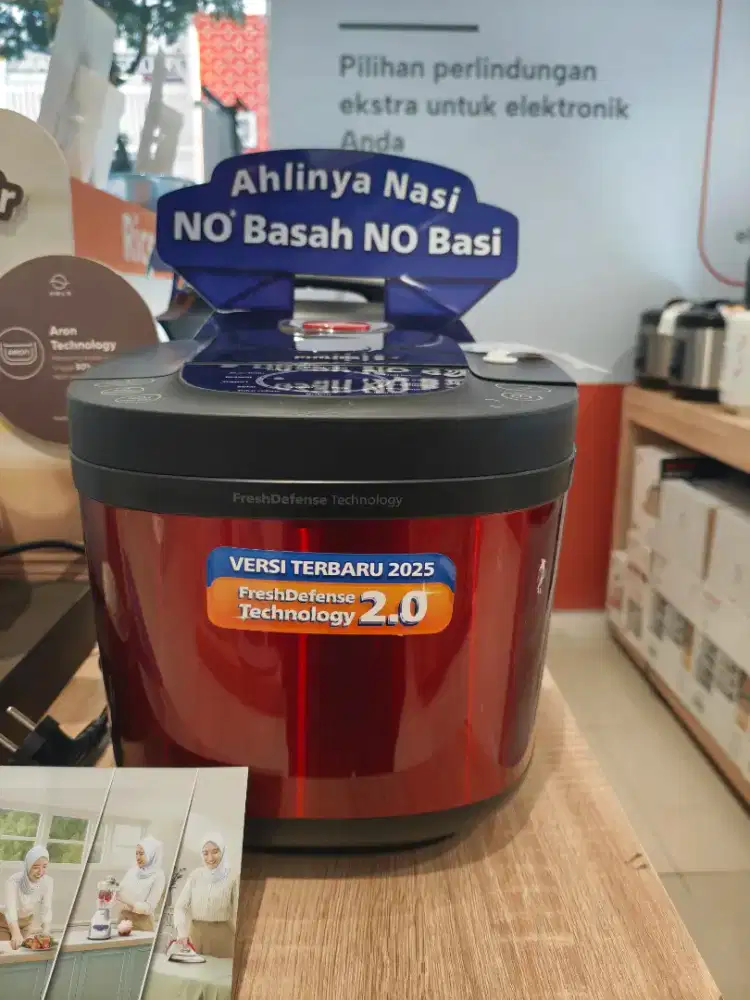 Pilihan perlindungan
ekstra untuk elektronik
Anda
Ahlinya Nasi
NO* Basah NO Basi
Aron
Technology
FreshDefense Technology
VERSI TERBARU 2025
FreshDefense
Technology 2.0